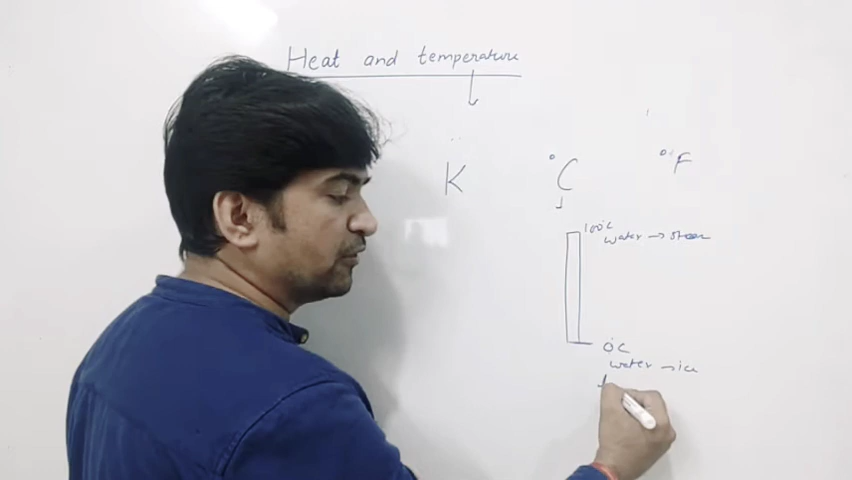 Heat and temperature
K °C °F
100°C
water → steam
0°C
water → ice